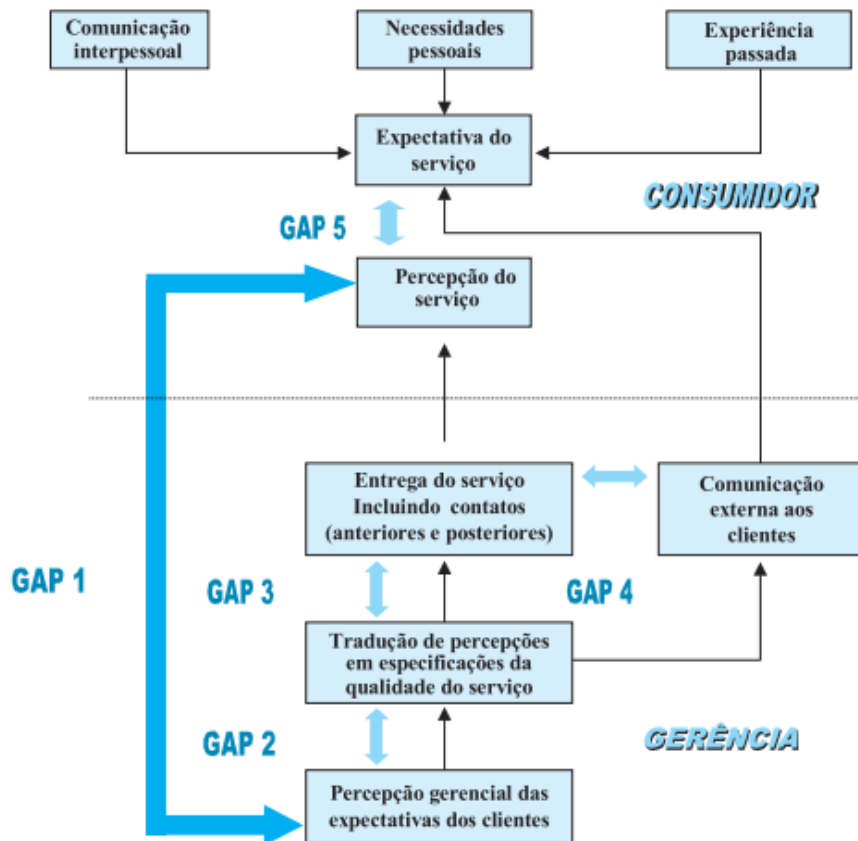 Comunicação
interpessoal
Necessidades
pessoais
Experiência
passada
Expectativa do
serviço
CONSUMIDOR
GAP 5
Percepção do
serviço
Entrega do serviço
Incluindo contatos
(anteriores e posteriores)
Comunicação
externa aos
clientes
GAP 1
GAP 3
GAP 4
Tradução de percepções
em especificações da
qualidade do serviço
GAP 2
GERÊNCIA
Percepção gerencial das
expectativas dos clientes